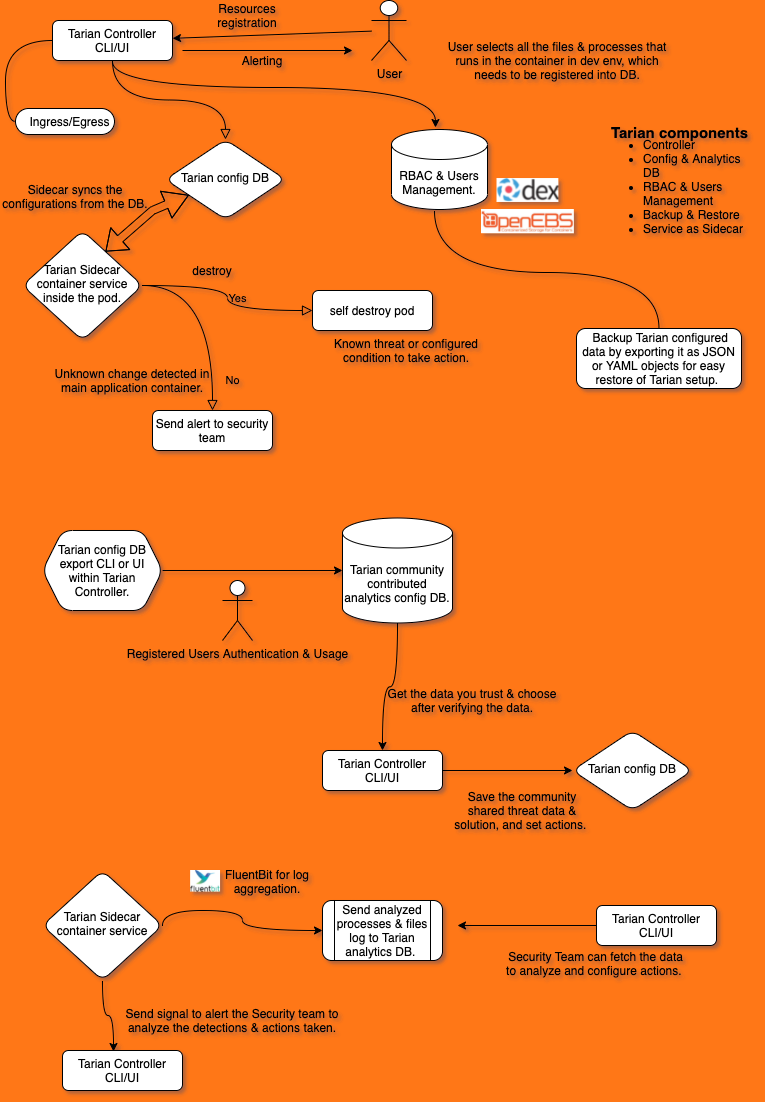 Resources
registration
Tarian Controller
CLI/UI
Alerting
User
User selects all the files & processes that
runs in the container in dev env, which
needs to be registered into DB.
Ingress/Egress
Tarian components
• Controller
• Config & Analytics
DB
• RBAC & Users
Management
• Backup & Restore
• Service as Sidecar
Tarian config DB
RBAC & Users
Management.
dex
OpenEBS
Sidecar syncs the
configurations from the DB.
Tarian Sidecar
container service
inside the pod.
destroy
Yes
self destroy pod
Known threat or configured
condition to take action.
Backup Tarian configured
data by exporting it as JSON
or YAML objects for easy
restore of Tarian setup.
Unknown change detected in
main application container.
No
Send alert to security
team
Tarian config DB
export CLI or UI
within Tarian
Controller.
Tarian community
contributed
analytics config DB.
Registered Users Authentication & Usage
Get the data you trust & choose
after verifying the data.
Tarian Controller
CLI/UI
Tarian config DB
Save the community
shared threat data &
solution, and set actions.
fluentbit
FluentBit for log
aggregation.
Tarian Sidecar
container service
Send analyzed
processes & files
log to Tarian
analytics DB.
Tarian Controller
CLI/UI
Security Team can fetch the data
to analyze and configure actions.
Send signal to alert the Security team to
analyze the detections & actions taken.
Tarian Controller
CLI/UI